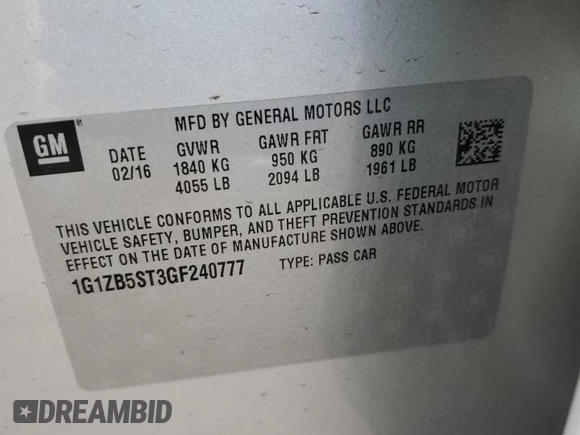 GM
®
MFD BY GENERAL MOTORS LLC
DATE GVWR GAWR FRT GAWR RR
02/16 1840 KG 950 KG 890 KG
4055 LB 2094 LB 1961 LB
THIS VEHICLE CONFORMS TO ALL APPLICABLE U.S. FEDERAL MOTOR
VEHICLE SAFETY, BUMPER, AND THEFT PREVENTION STANDARDS IN
EFFECT ON THE DATE OF MANUFACTURE SHOWN ABOVE.
1G1ZB5ST3GF240777 TYPE: PASS CAR
DREAMBID